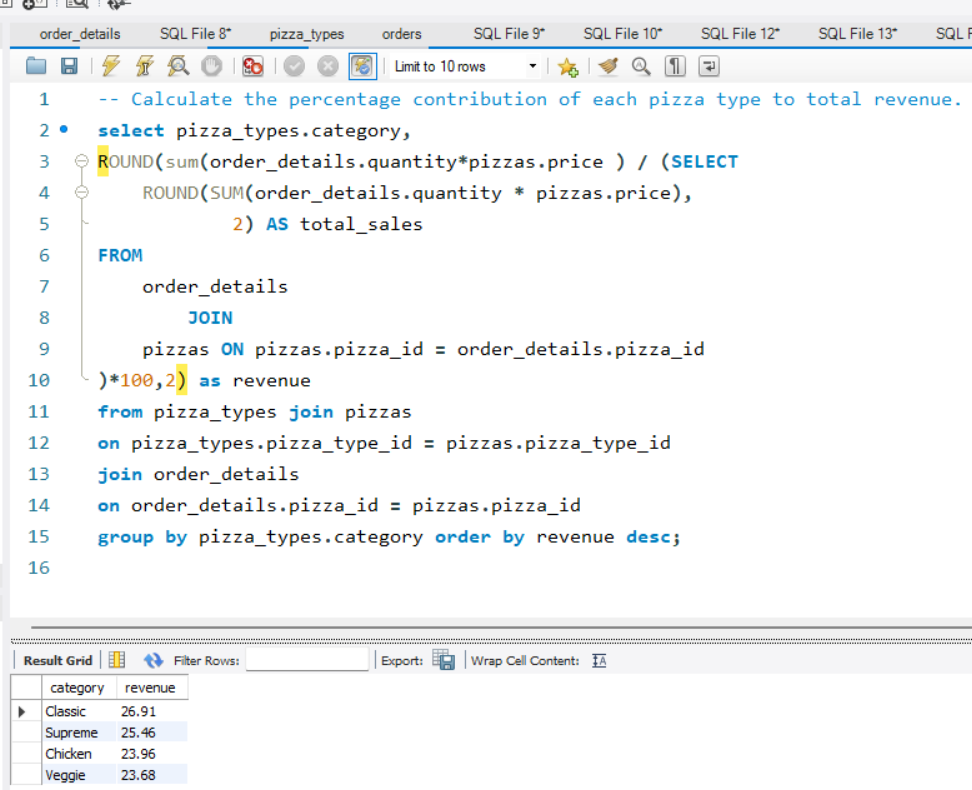 order_details SQL File 8* pizza_types orders SQL File 9* SQL File 10* SQL File 12* SQL File 13* SQL F
Limit to 10 rows
1 -- Calculate the percentage contribution of each pizza type to total revenue.
2 select pizza_types.category,
3 ROUND(sum(order_details.quantity*pizzas.price ) / (SELECT
4 ROUND(SUM(order_details.quantity * pizzas.price),
5 2) AS total_sales
6 FROM
7 order_details
8 JOIN
9 pizzas ON pizzas.pizza_id = order_details.pizza_id
10 )*100,2) as revenue
11 from pizza_types join pizzas
12 on pizza_types.pizza_type_id = pizzas.pizza_type_id
13 join order_details
14 on order_details.pizza_id = pizzas.pizza_id
15 group by pizza_types.category order by revenue desc;
16
Result Grid Filter Rows: Export: Wrap Cell Content:
category revenue
Classic 26.91
Supreme 25.46
Chicken 23.96
Veggie 23.68